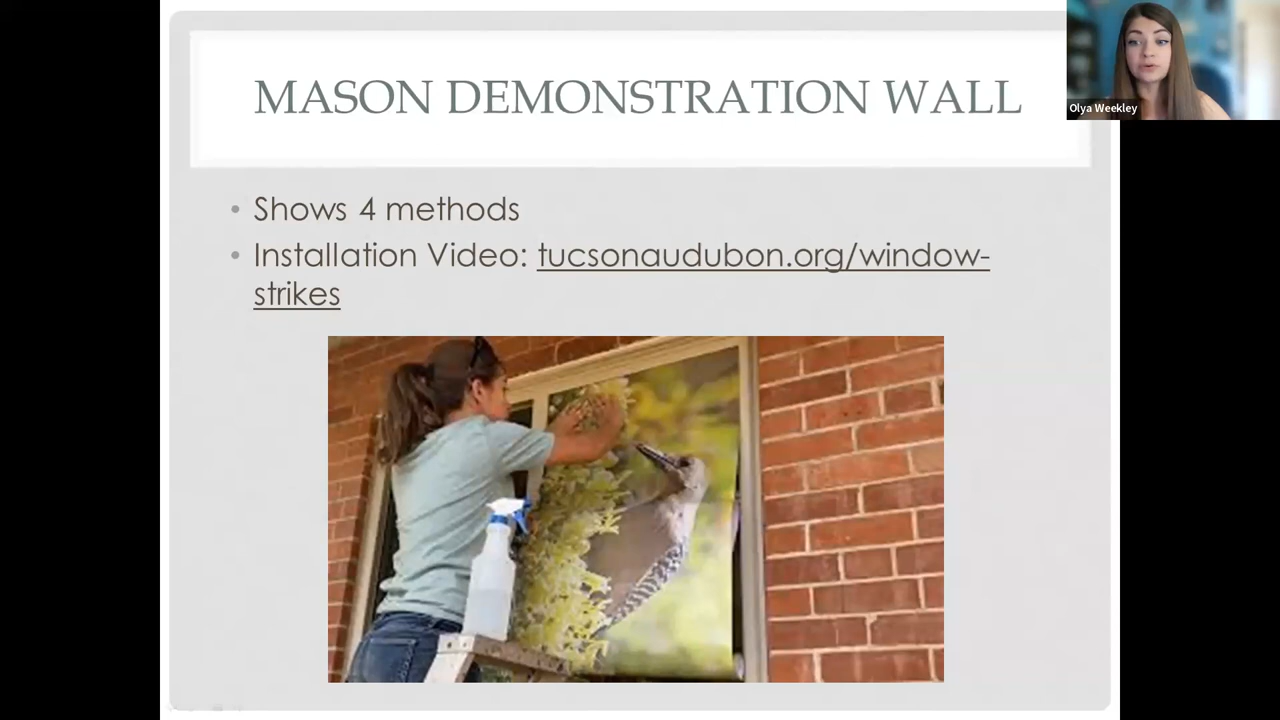 MASON DEMONSTRATION WALL
Olya Weekley
• Shows 4 methods
• Installation Video: tucsonaudubon.org/window-
strikes